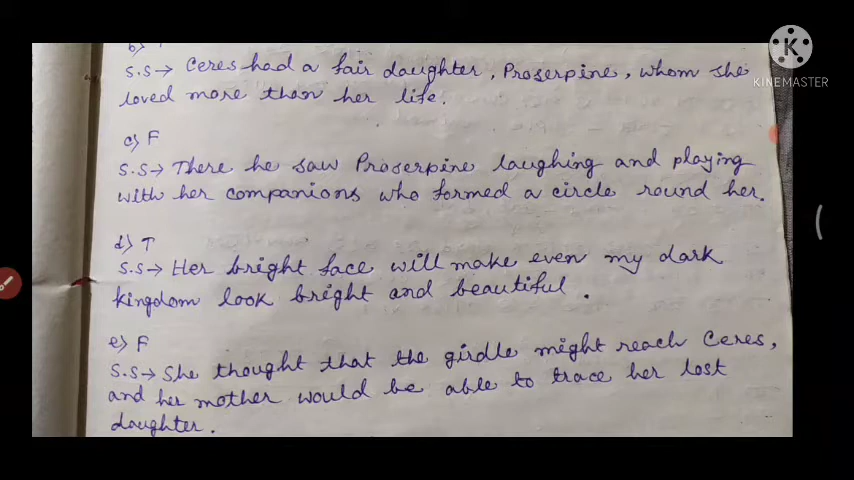 b)
S.S→ Ceres had a fair daughter, Proserpine, whom she
loved more than her life.
c) F
S.S→ There he saw Proserpine laughing and playing
with her companions who formed a circle round her.
d) T
S.S→ Her bright face will make even my dark
kingdom look bright and beautiful.
e) F
S.S→ She thought that the girdle might reach Ceres,
and her mother would be able to trace her lost
daughter.
K
KINEMASTER